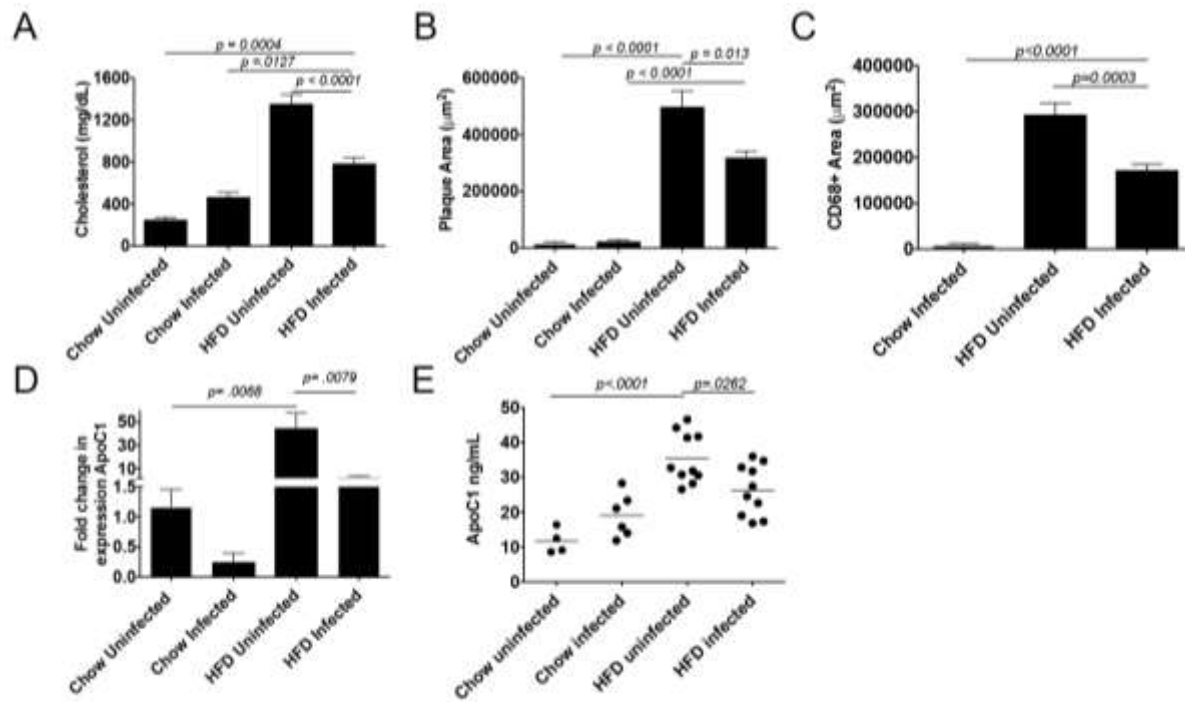 A
p = 0.0004
p =.0127
p < 0.0001
Cholesterol (mg/dL)
1600
1200
800
400
0
Chow Uninfected
Chow Infected
HFD Uninfected
HFD Infected
B
p < 0.0001
p = 0.013
p < 0.0001
Plaque Area (μm²)
600000
400000
200000
0
Chow Uninfected
Chow Infected
HFD Uninfected
HFD Infected
C
p<0.0001
p=0.0003
CD68+ Area (μm²)
400000
300000
200000
100000
0
Chow Infected
HFD Uninfected
HFD Infected
D
p= .0068
p= .0079
Fold change in
expression ApoC1
50
30
10
1.5
1.0
0.5
0.0
Chow Uninfected
Chow Infected
HFD Uninfected
HFD Infected
E
p<.0001
p=.0262
ApoC1 ng/mL
50
40
30
20
10
0
Chow uninfected
Chow infected
HFD uninfected
HFD infected